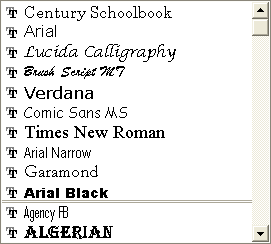 Century Schoolbook
Arial
Lucida Calligraphy
Brush Script MT
Verdana
Comic Sans MS
Times New Roman
Arial Narrow
Garamond
Arial Black
Agency FB
ALGERIAN